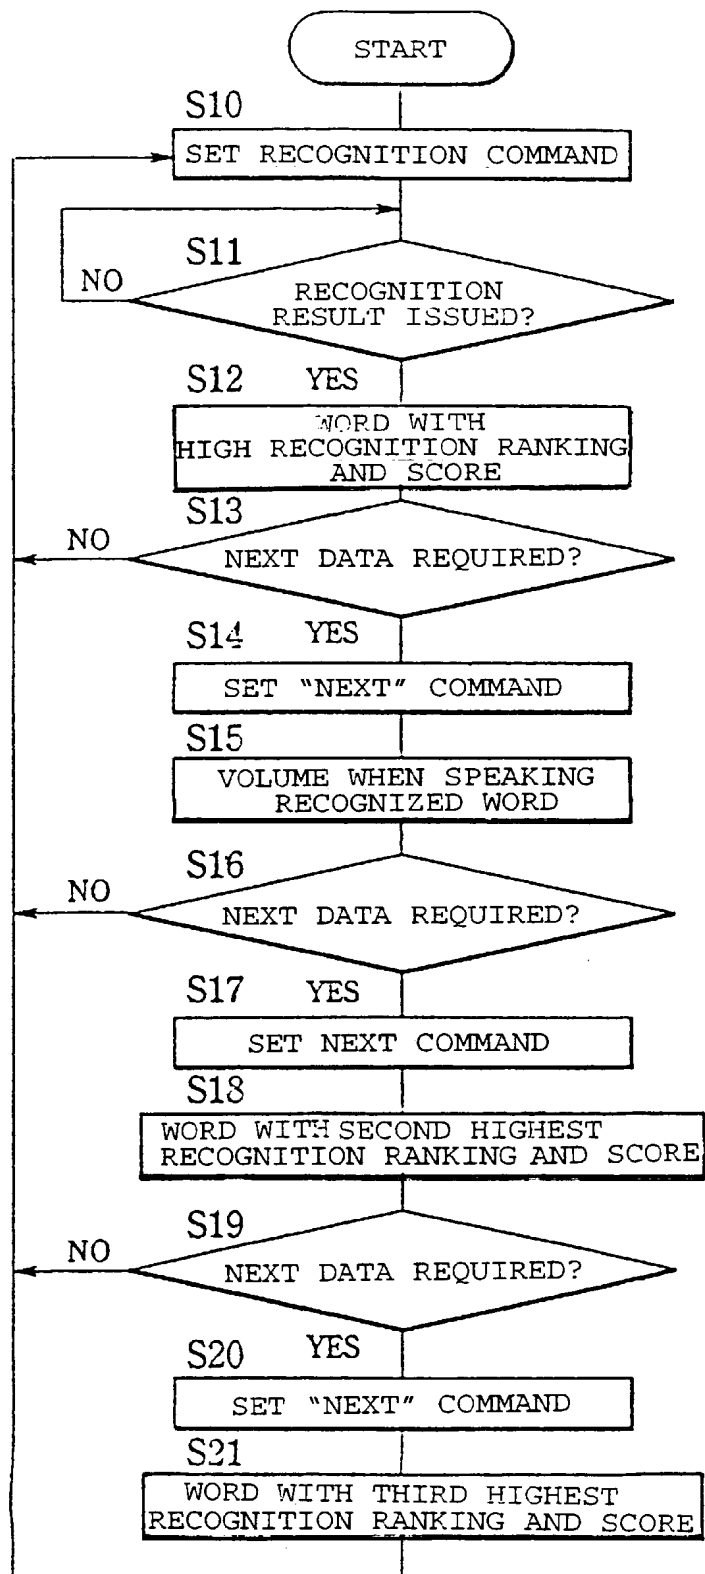 START
S10
SET RECOGNITION COMMAND
S11
NO
RECOGNITION
RESULT ISSUED?
S12
YES
WORD WITH
HIGH RECOGNITION RANKING
AND SCORE
S13
NO
NEXT DATA REQUIRED?
S14
YES
SET "NEXT" COMMAND
S15
VOLUME WHEN SPEAKING
RECOGNIZED WORD
S16
NO
NEXT DATA REQUIRED?
S17
YES
SET NEXT COMMAND
S18
WORD WITH SECOND HIGHEST
RECOGNITION RANKING AND SCORE
S19
NO
NEXT DATA REQUIRED?
YES
S20
SET "NEXT" COMMAND
S21
WORD WITH THIRD HIGHEST
RECOGNITION RANKING AND SCORE